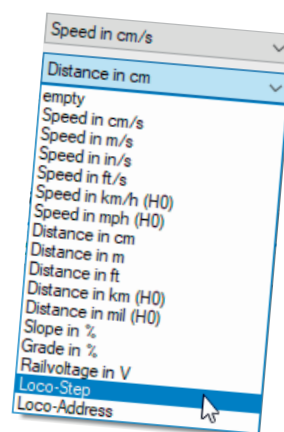 Speed in cm/s
Distance in cm
empty
Speed in cm/s
Speed in m/s
Speed in in/s
Speed in ft/s
Speed in km/h (H0)
Speed in mph (H0)
Distance in cm
Distance in m
Distance in ft
Distance in km (H0)
Distance in mil (H0)
Slope in %
Grade in %
Railvoltage in V
Loco-Step
Loco-Address